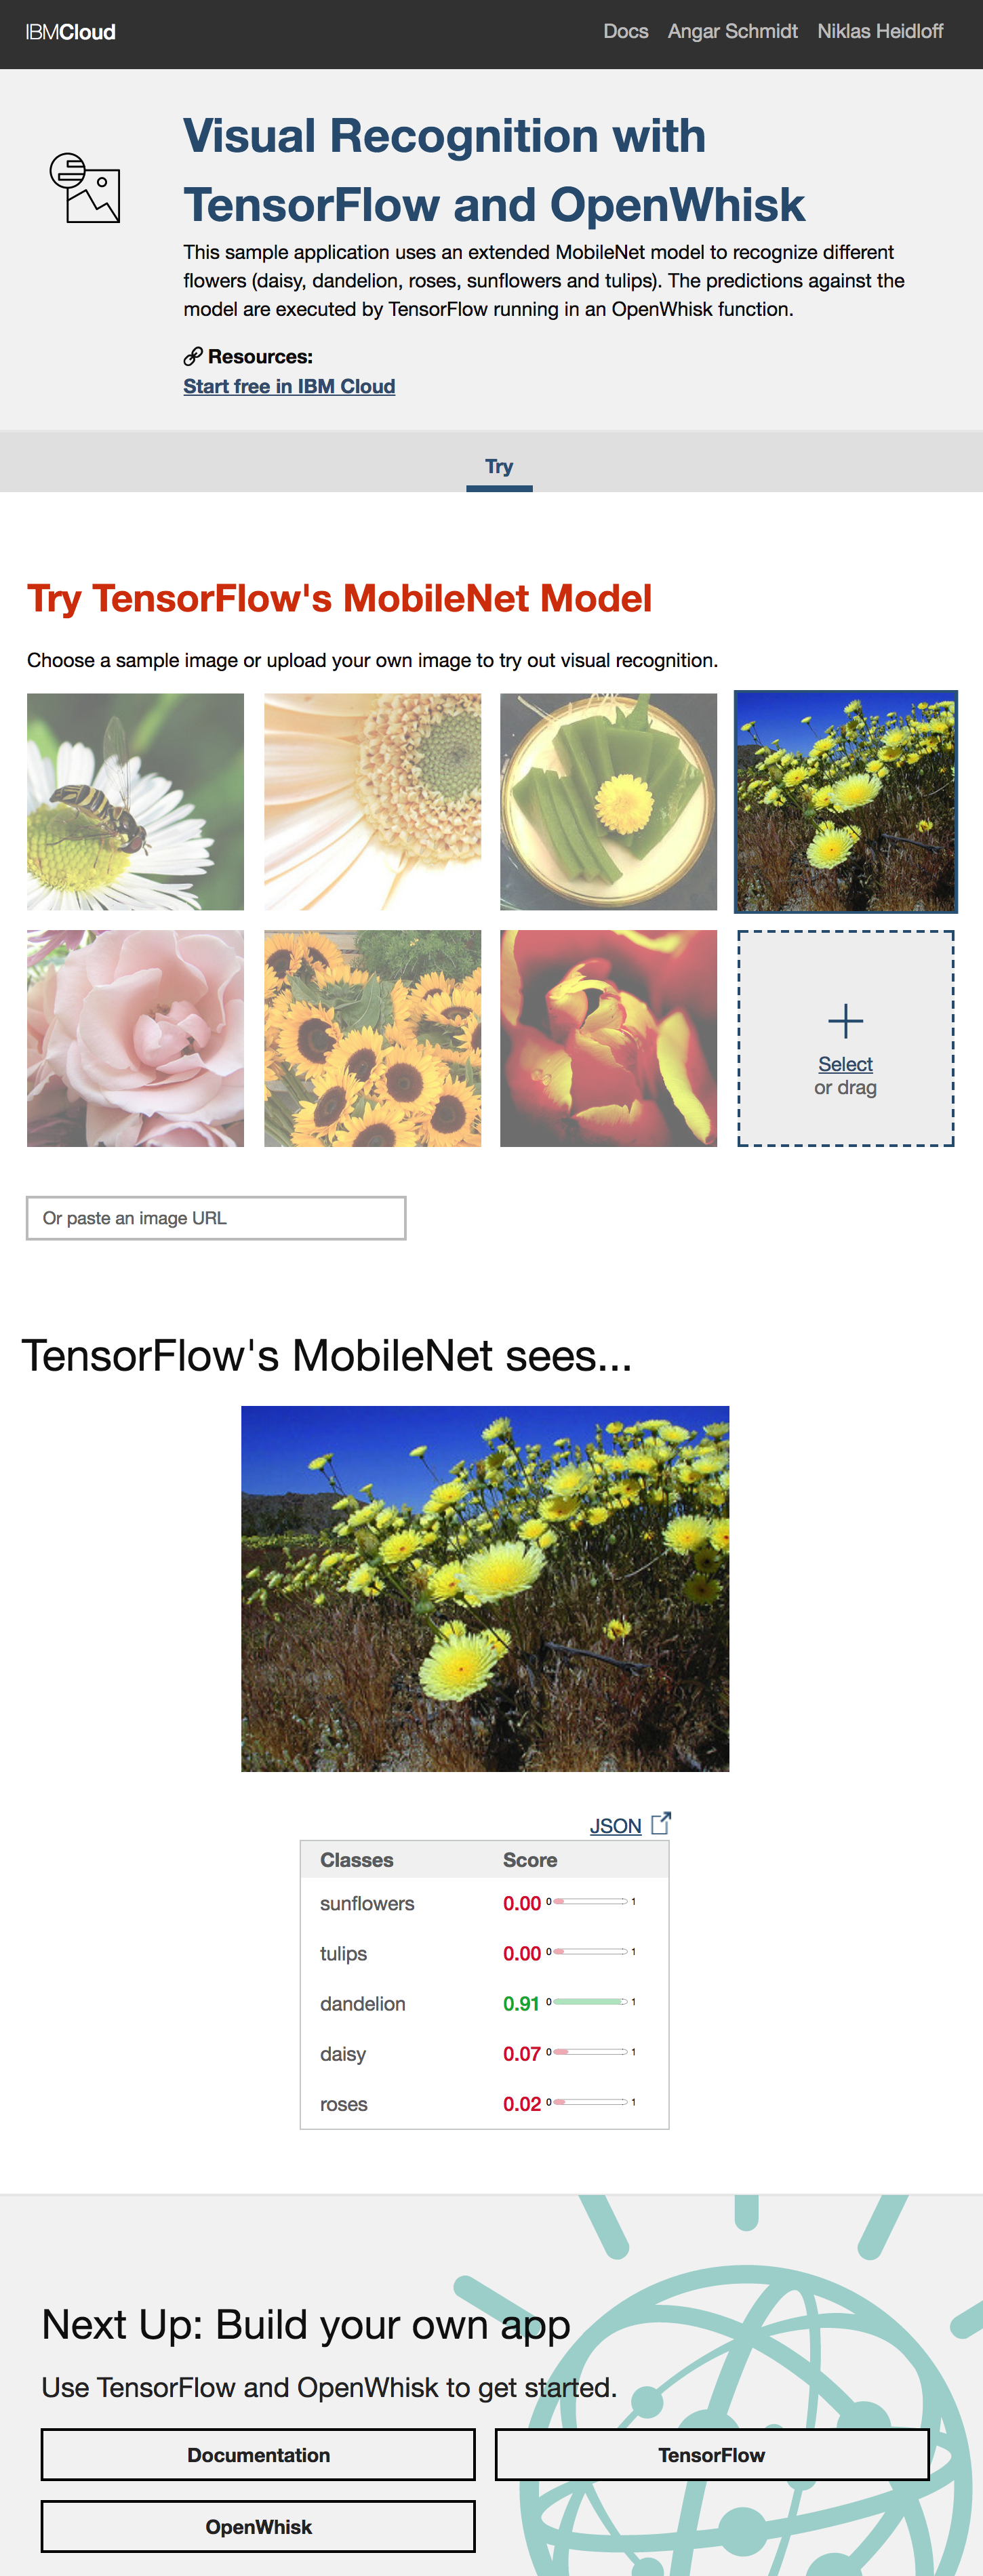 IBMCloud
Docs Angar Schmidt Niklas Heidloff
Visual Recognition with
TensorFlow and OpenWhisk
This sample application uses an extended MobileNet model to recognize different
flowers (daisy, dandelion, roses, sunflowers and tulips). The predictions against the
model are executed by TensorFlow running in an OpenWhisk function.
Resources:
Start free in IBM Cloud
Try
Try TensorFlow's MobileNet Model
Choose a sample image or upload your own image to try out visual recognition.
Select
or drag
Or paste an image URL
TensorFlow's MobileNet sees...
JSON
Classes Score
sunflowers 0.00 0 1
tulips 0.00 0 1
dandelion 0.91 0 1
daisy 0.07 0 1
roses 0.02 0 1
Next Up: Build your own app
Use TensorFlow and OpenWhisk to get started.
Documentation TensorFlow
OpenWhisk